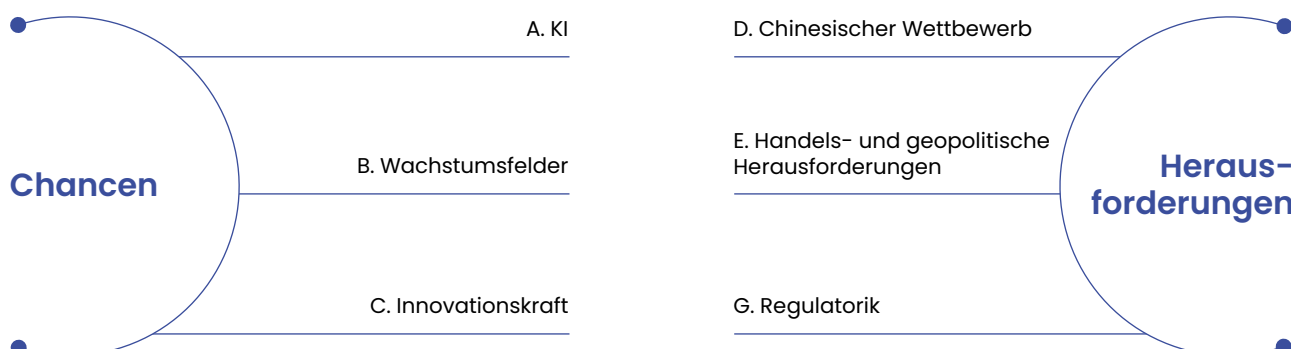 Chancen
A. KI
B. Wachstumsfelder
C. Innovationskraft
D. Chinesischer Wettbewerb
E. Handels- und geopolitische
Herausforderungen
G. Regulatorik
Heraus-
forderungen